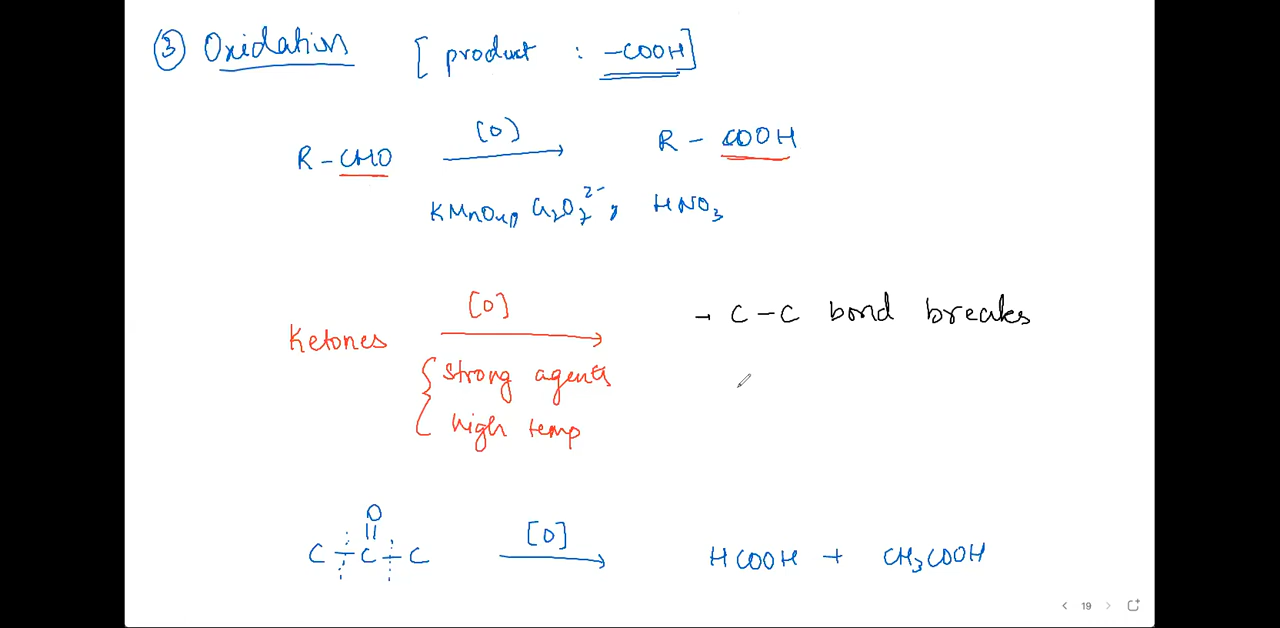 ③ Oxidation [product : -COOH]
R-CHO [O] R-COOH
KMnO4, Cr2O7 2-, HNO3
Ketones [O] → C-C bond breaks
{ strong agents
high temp
O
||
C-C-C [O] HCOOH + CH3COOH
19